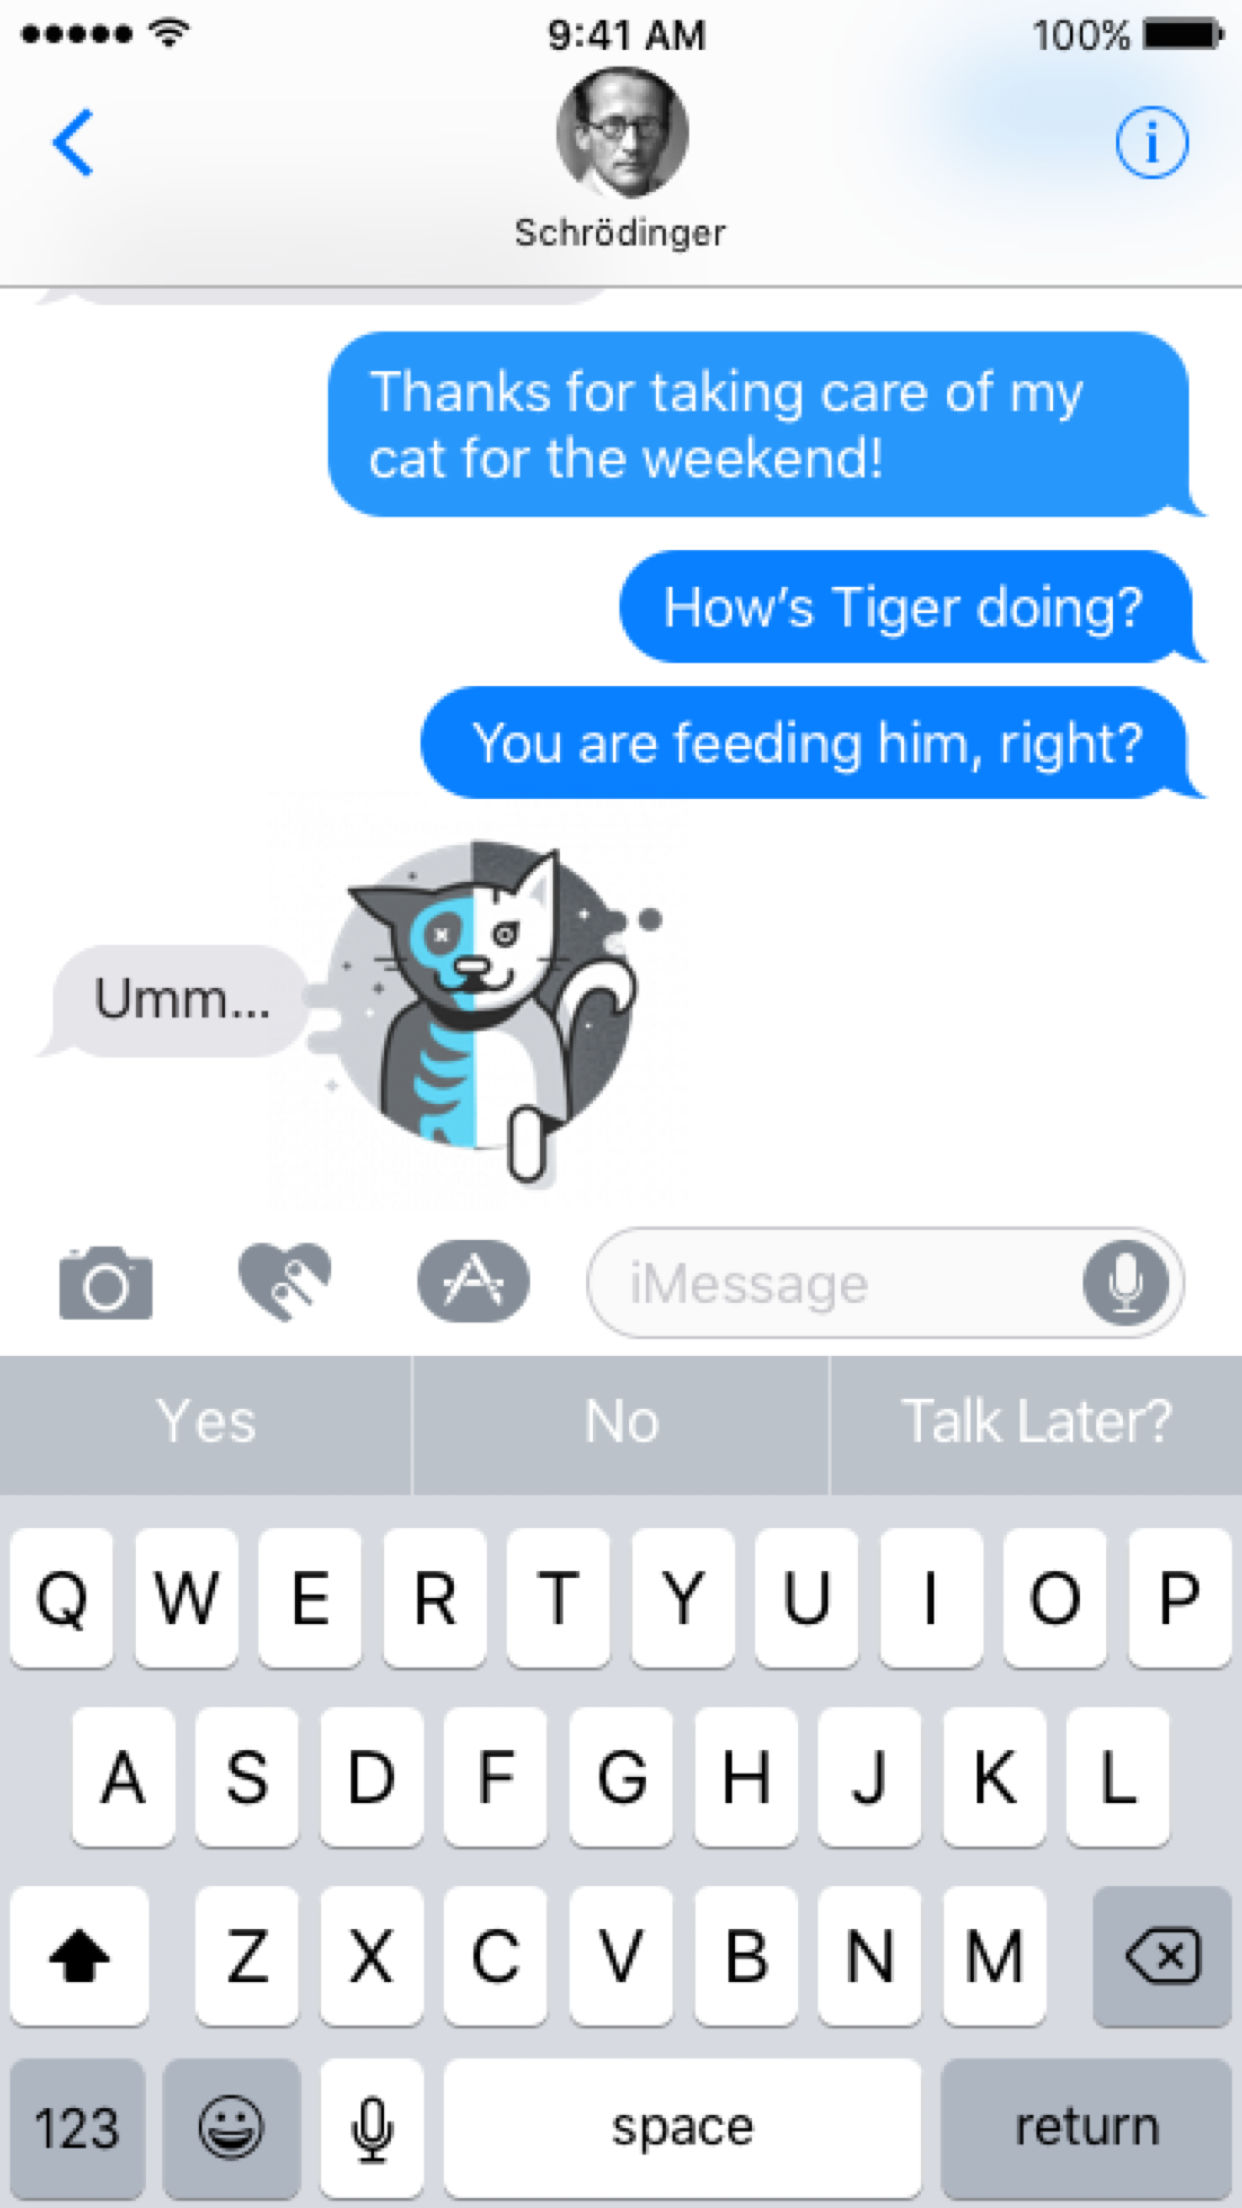 9:41 AM
100%
Schrödinger
Thanks for taking care of my
cat for the weekend!
How’s Tiger doing?
You are feeding him, right?
Umm...
iMessage
Yes No Talk Later?
Q W E R T Y U I O P
A S D F G H J K L
Z X C V B N M
123 space return